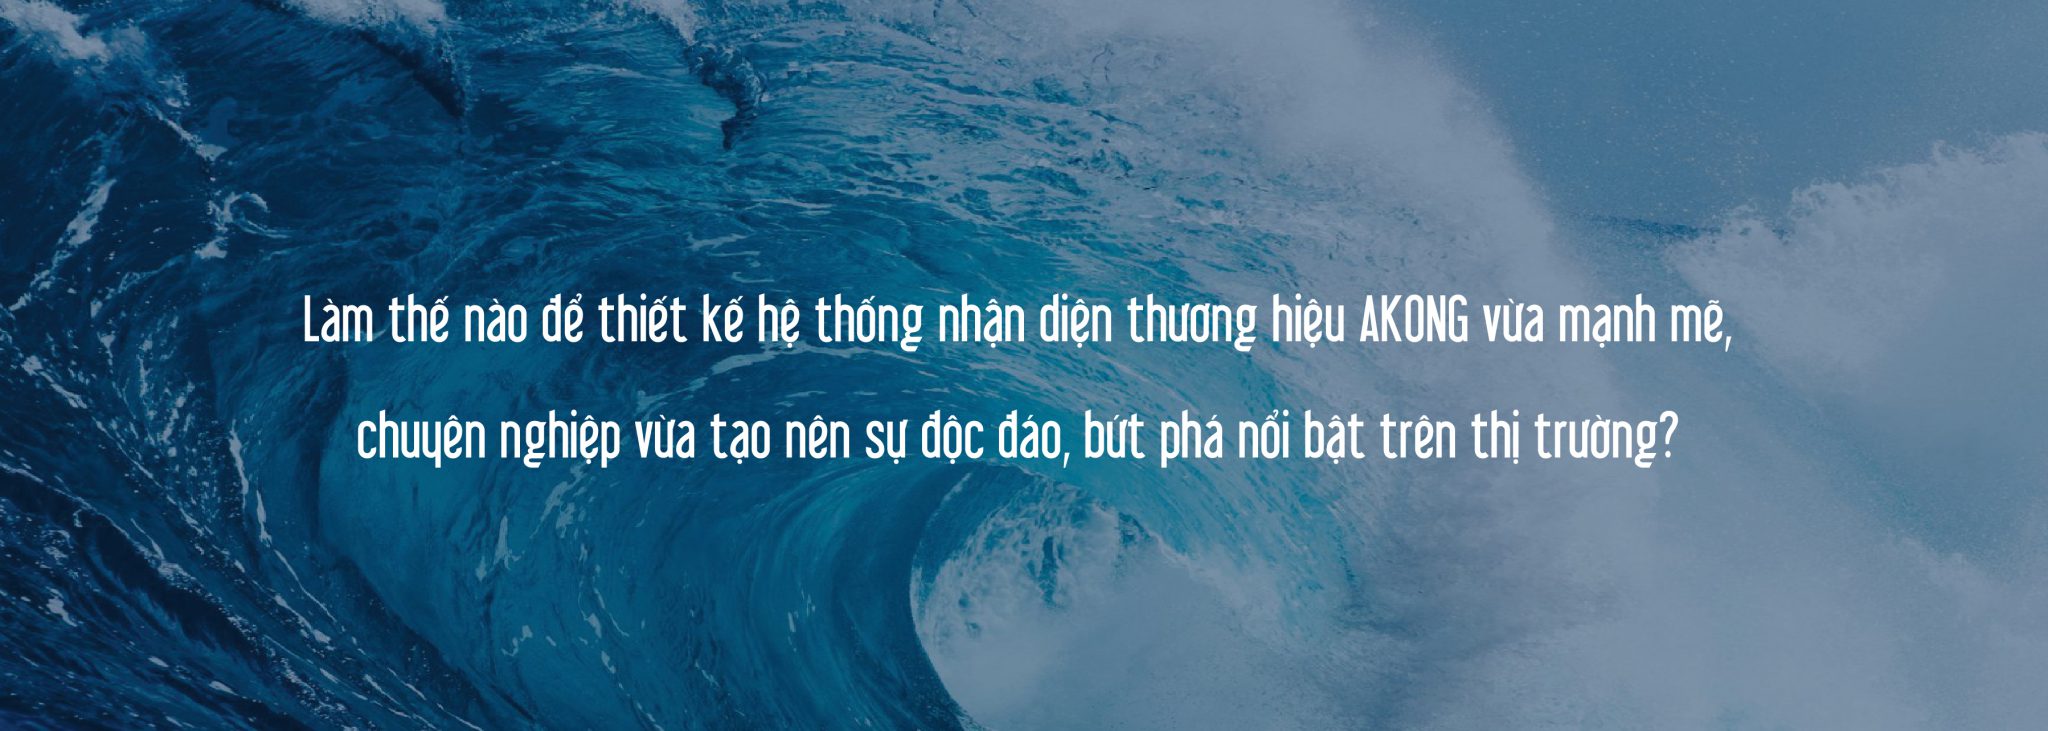 Làm thế nào để thiết kế hệ thống nhận diện thương hiệu AKONG vừa mạnh mẽ,
chuyên nghiệp vừa tạo nên sự độc đáo, bứt phá nổi bật trên thị trường?